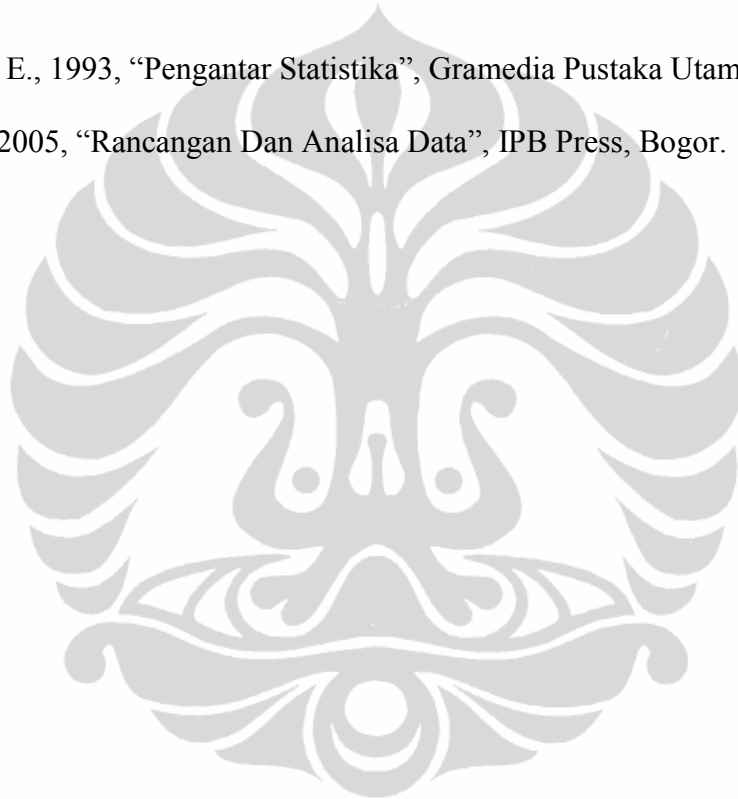 E., 1993, “Pengantar Statistika”, Gramedia Pustaka Utam
2005, “Rancangan Dan Analisa Data”, IPB Press, Bogor.